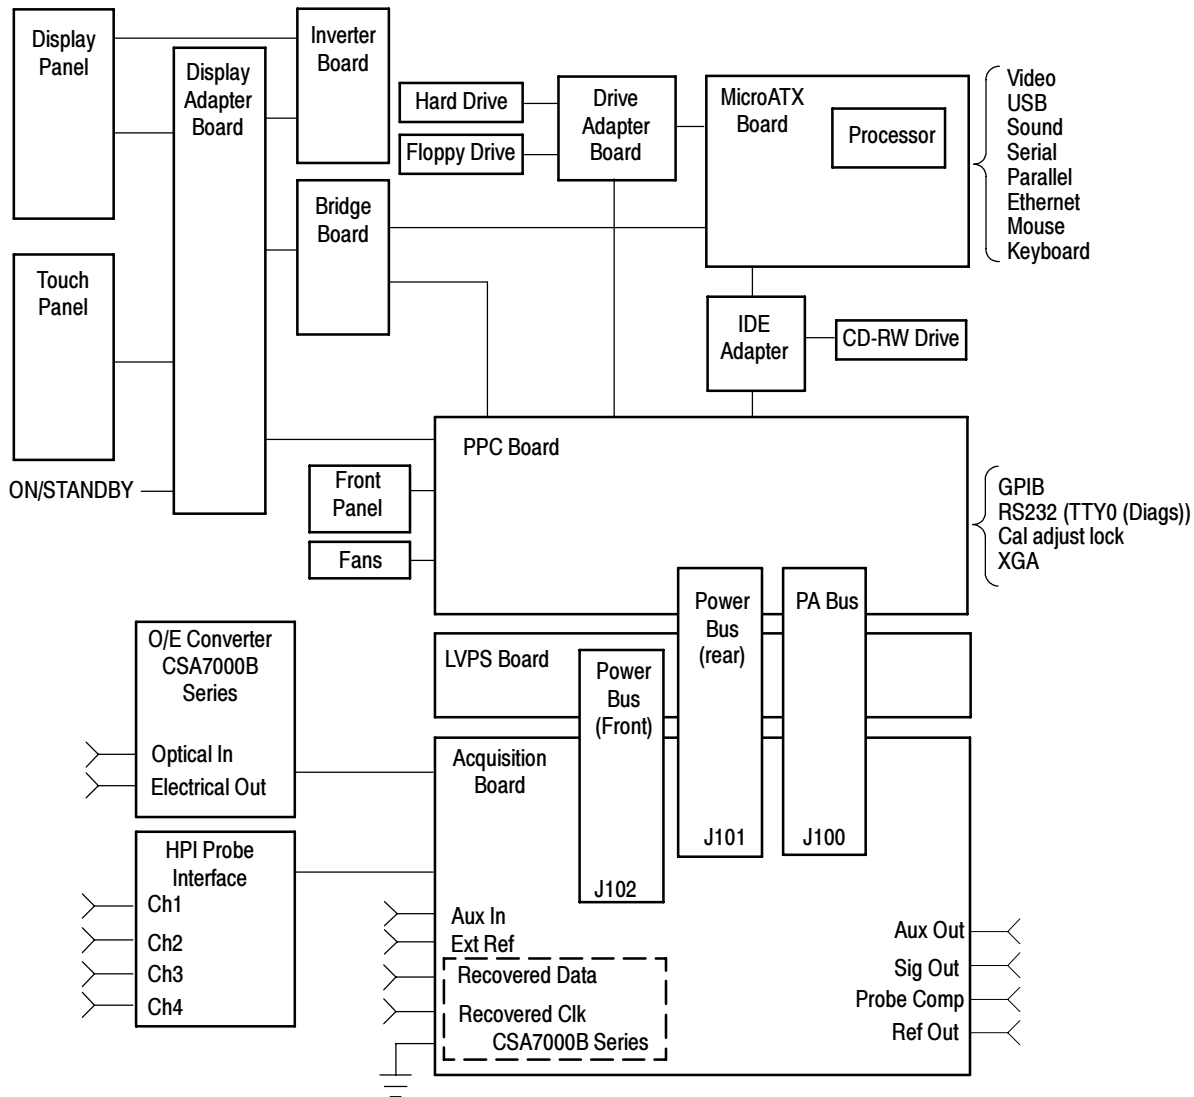 Display
Panel
Display
Adapter
Board
Inverter
Board
Hard Drive
Floppy Drive
Drive
Adapter
Board
MicroATX
Board
Processor
Video
USB
Sound
Serial
Parallel
Ethernet
Mouse
Keyboard
Bridge
Board
Touch
Panel
IDE
Adapter
CD-RW Drive
ON/STANDBY
PPC Board
Front
Panel
Fans
GPIB
RS232 (TTY0 (Diags))
Cal adjust lock
XGA
Power
Bus
(rear)
J101
PA Bus
J100
LVPS Board
Power
Bus
(Front)
J102
O/E Converter
CSA7000B
Series
Optical In
Electrical Out
Acquisition
Board
HPI Probe
Interface
Ch1
Ch2
Ch3
Ch4
Aux In
Ext Ref
Recovered Data
Recovered Clk
CSA7000B Series
Aux Out
Sig Out
Probe Comp
Ref Out